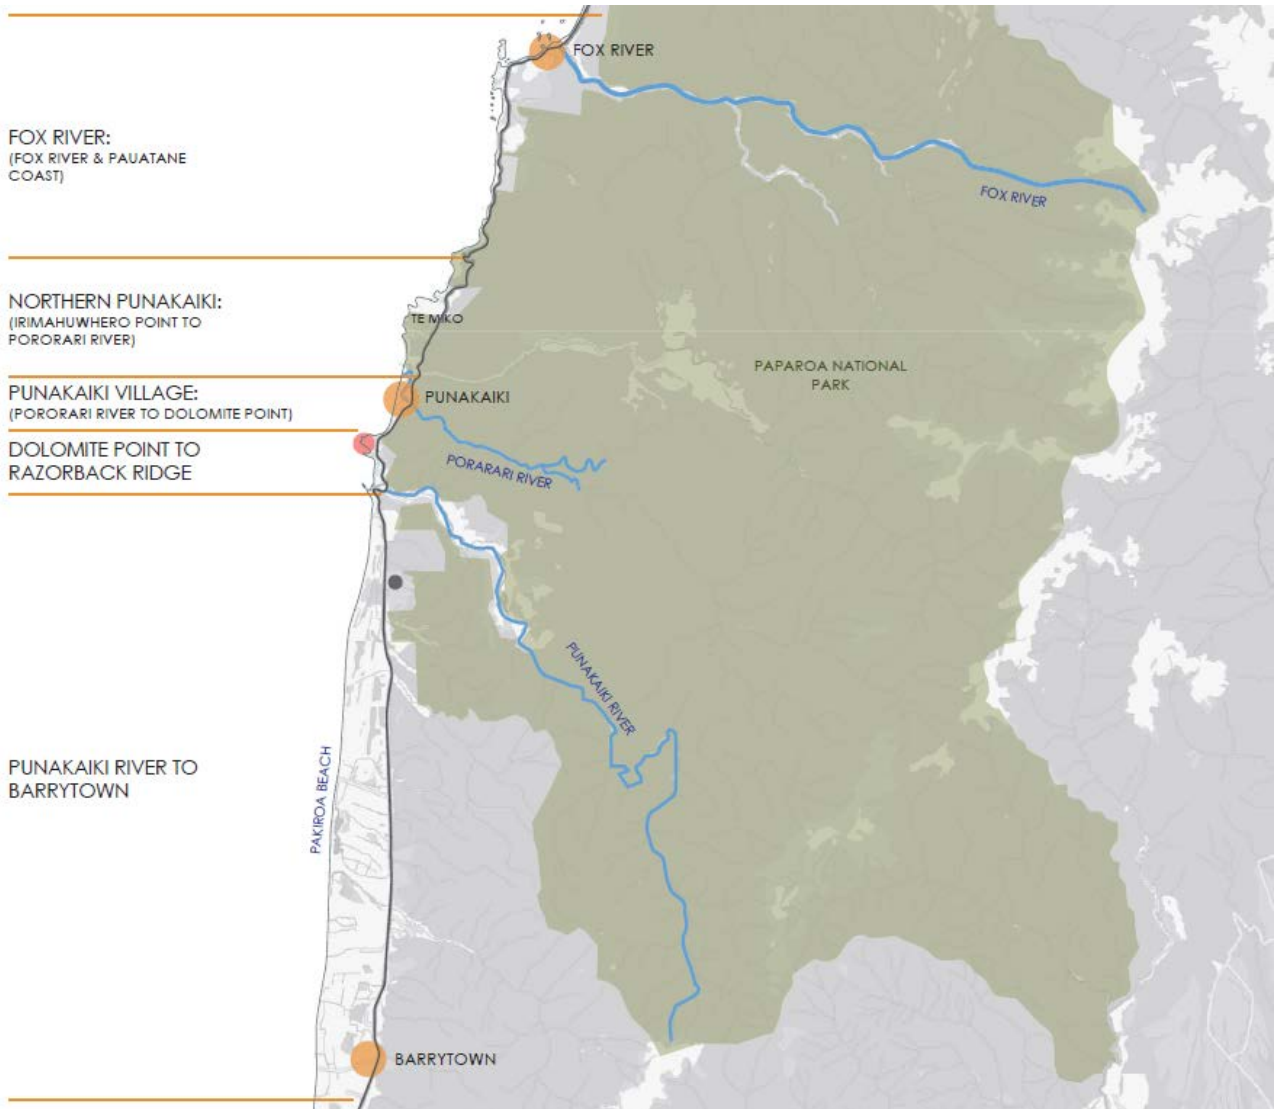 FOX RIVER
FOX RIVER:
(FOX RIVER & PAUATANE
COAST)
FOX RIVER
NORTHERN PUNAKAIKI:
(IRIMAHUWHERO POINT TO
PORORARI RIVER)
TE MIKO
PAPAROA NATIONAL
PARK
PUNAKAIKI VILLAGE:
(PORORARI RIVER TO DOLOMITE POINT)
PUNAKAIKI
DOLOMITE POINT TO
RAZORBACK RIDGE
PORARARI RIVER
PUNAKAIKI RIVER
PUNAKAIKI RIVER TO
BARRYTOWN
PAKIROA BEACH
BARRYTOWN